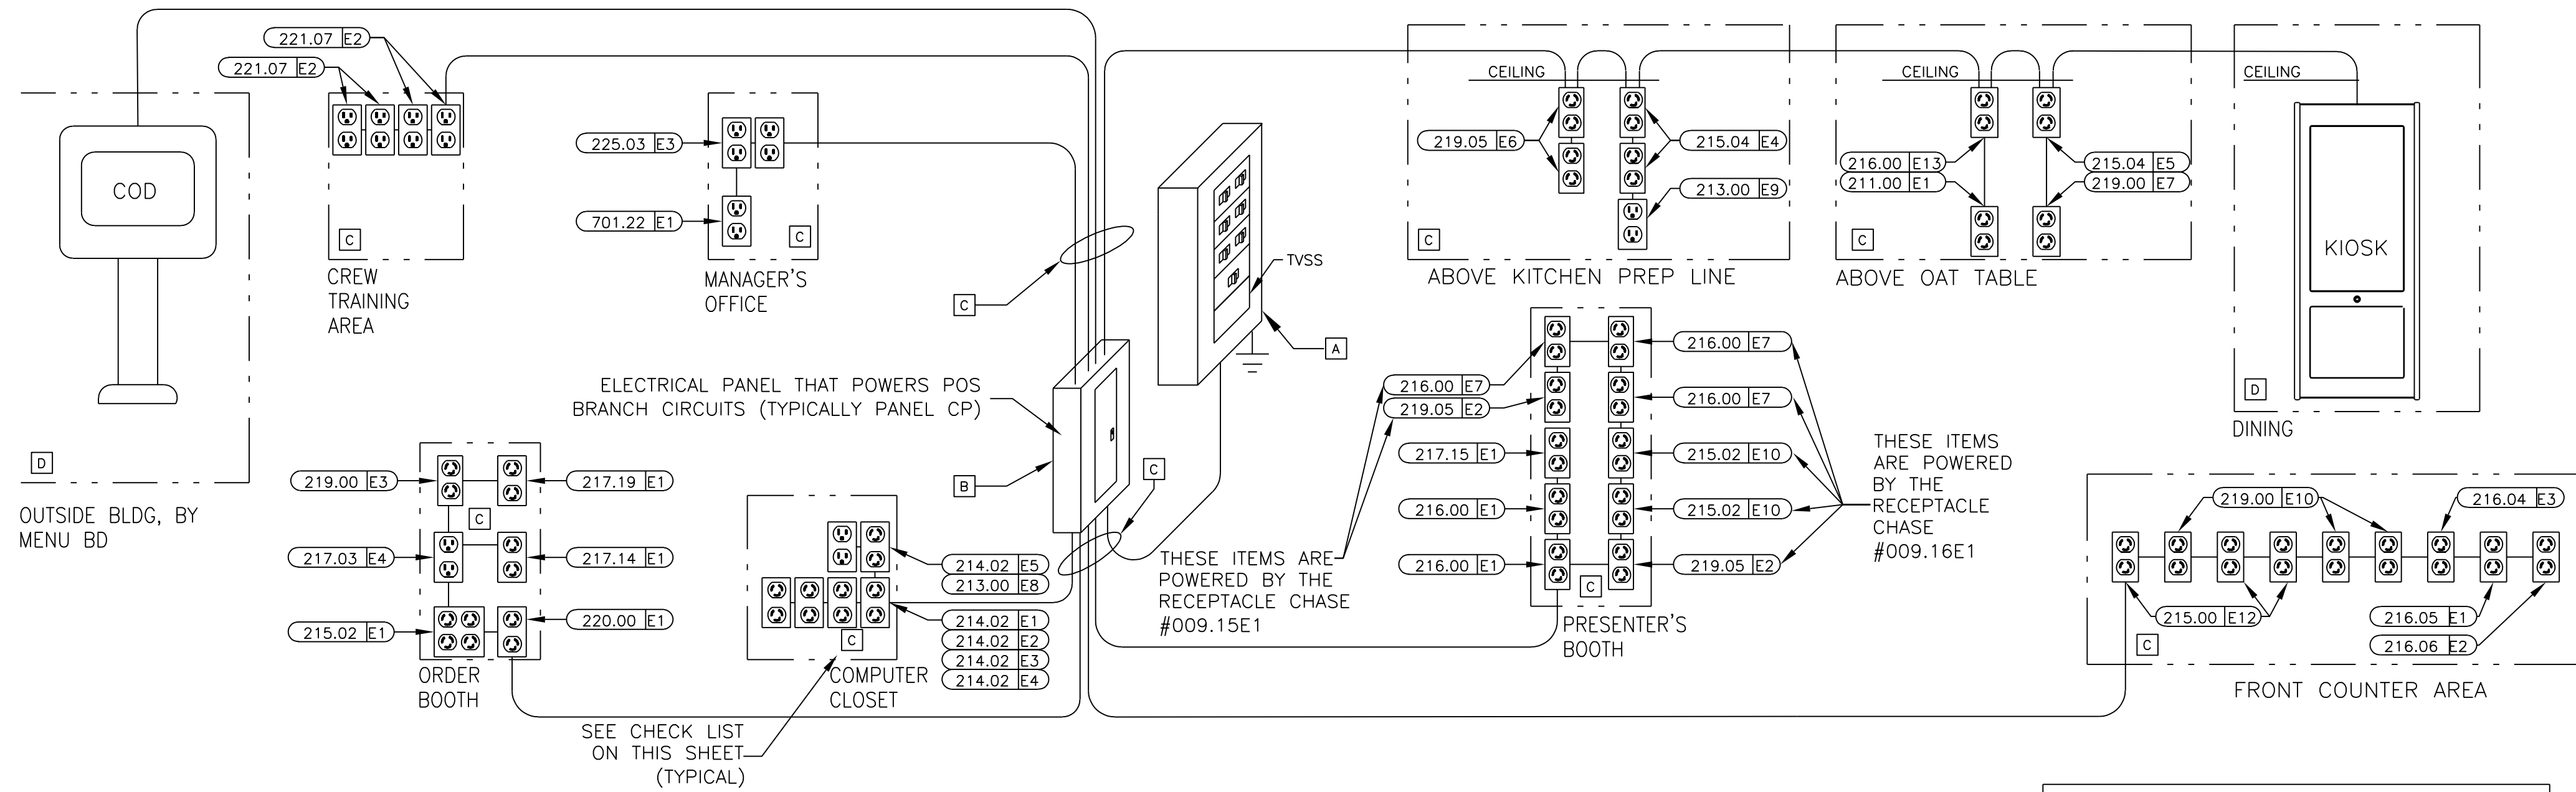 221.07 E2
221.07 E2
COD
C
CREW
TRAINING
AREA
D
OUTSIDE BLDG, BY
MENU BD
225.03 E3
701.22 E1
C
MANAGER'S
OFFICE
C
TVSS
A
ELECTRICAL PANEL THAT POWERS POS
BRANCH CIRCUITS (TYPICALLY PANEL CP)
B
C
CEILING
219.05 E6
215.04 E4
213.00 E9
C
ABOVE KITCHEN PREP LINE
CEILING
216.00 E13
211.00 E1
215.04 E5
219.00 E7
C
ABOVE OAT TABLE
CEILING
KIOSK
D
DINING
219.00 E3
217.19 E1
C
217.03 E4
217.14 E1
215.02 E1
220.00 E1
ORDER
BOOTH
214.02 E5
213.00 E8
214.02 E1
214.02 E2
214.02 E3
214.02 E4
C
COMPUTER
CLOSET
SEE CHECK LIST
ON THIS SHEET
(TYPICAL)
216.00 E7
219.05 E2
217.15 E1
216.00 E1
216.00 E1
THESE ITEMS ARE
POWERED BY THE
RECEPTACLE CHASE
#009.15E1
216.00 E7
216.00 E7
215.02 E10
215.02 E10
219.05 E2
C
PRESENTER'S
BOOTH
THESE ITEMS
ARE POWERED
BY THE
RECEPTACLE
CHASE
#009.16E1
219.00 E10
216.04 E3
215.00 E12
216.05 E1
216.06 E2
C
FRONT COUNTER AREA